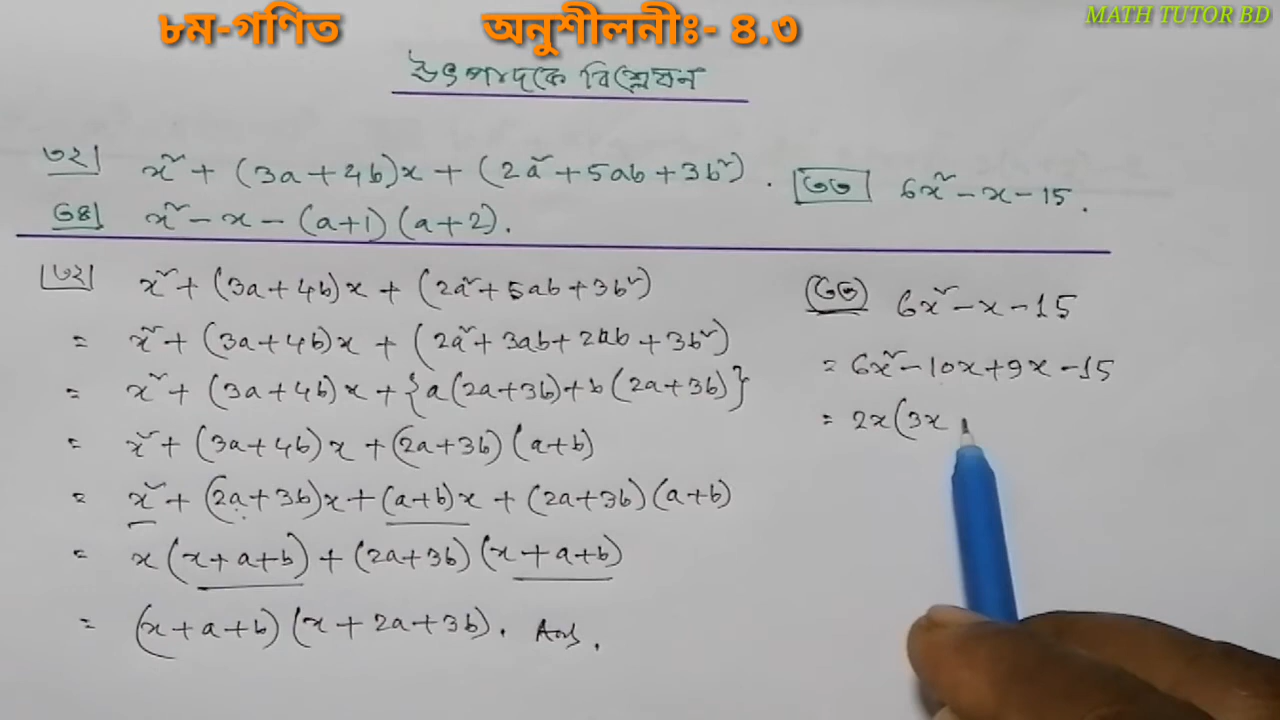 ৮ম-গণিত অনুশীলনীঃ- ৪.৩ MATH TUTOR BD
উৎপাদকে বিশ্লেষন
৩২| x² + (3a+4b)x + (2a²+5ab+3b²) . ৩৩ 6x²-x-15.
৩৪| x²-x-(a+1)(a+2).
৩২| x² + (3a+4b)x + (2a²+5ab+3b²)
= x² + (3a+4b)x + (2a²+3ab+2ab+3b²)
= x² + (3a+4b)x + {a(2a+3b)+b(2a+3b)}
= x² + (3a+4b)x + (2a+3b)(a+b)
= x² + (2a+3b)x + (a+b)x + (2a+3b)(a+b)
= x(x+a+b) + (2a+3b)(x+a+b)
= (x+a+b)(x+2a+3b). Ans.
৩৩ 6x²-x-15
= 6x²-10x+9x-15
= 2x(3x